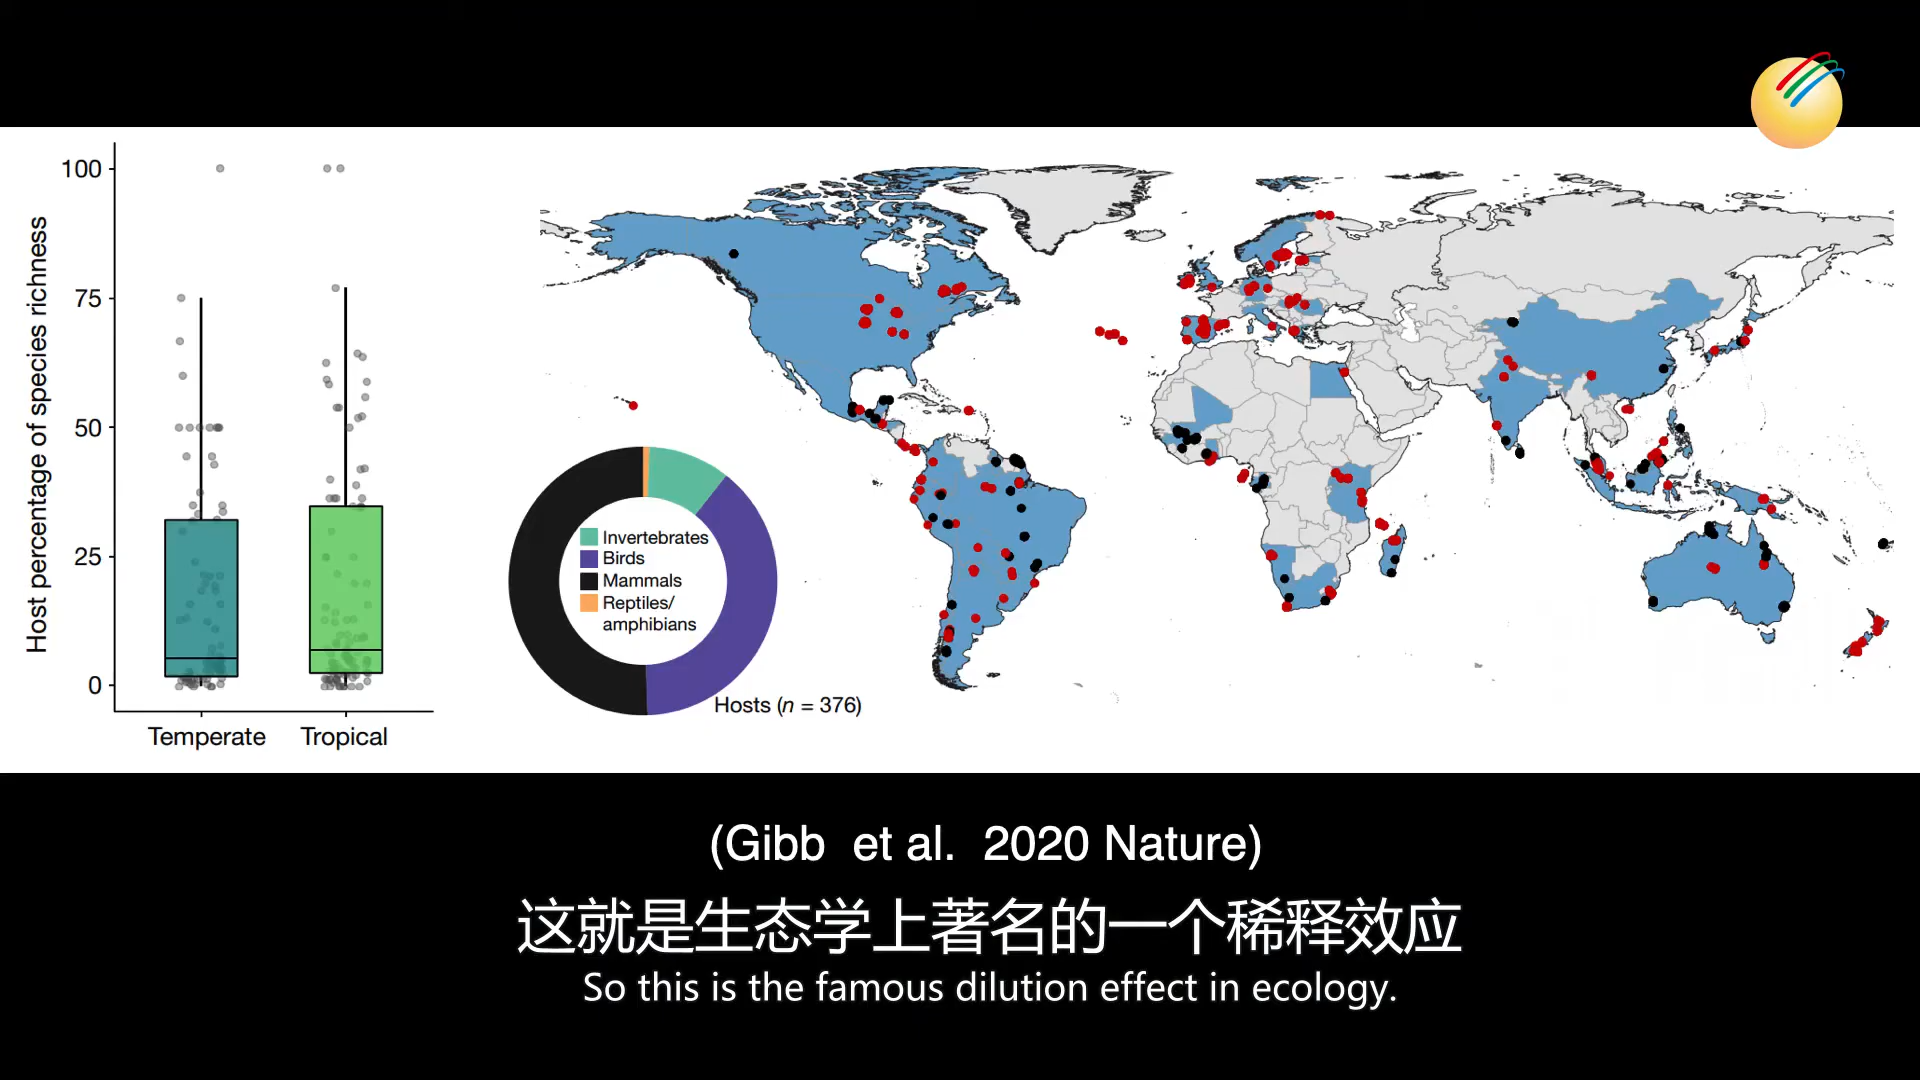 100
75
50
25
0
Host percentage of species richness
Temperate
Tropical
Invertebrates
Birds
Mammals
Reptiles/
amphibians
Hosts (n = 376)
(Gibb et al. 2020 Nature)
这就是生态学上著名的一个稀释效应
So this is the famous dilution effect in ecology.